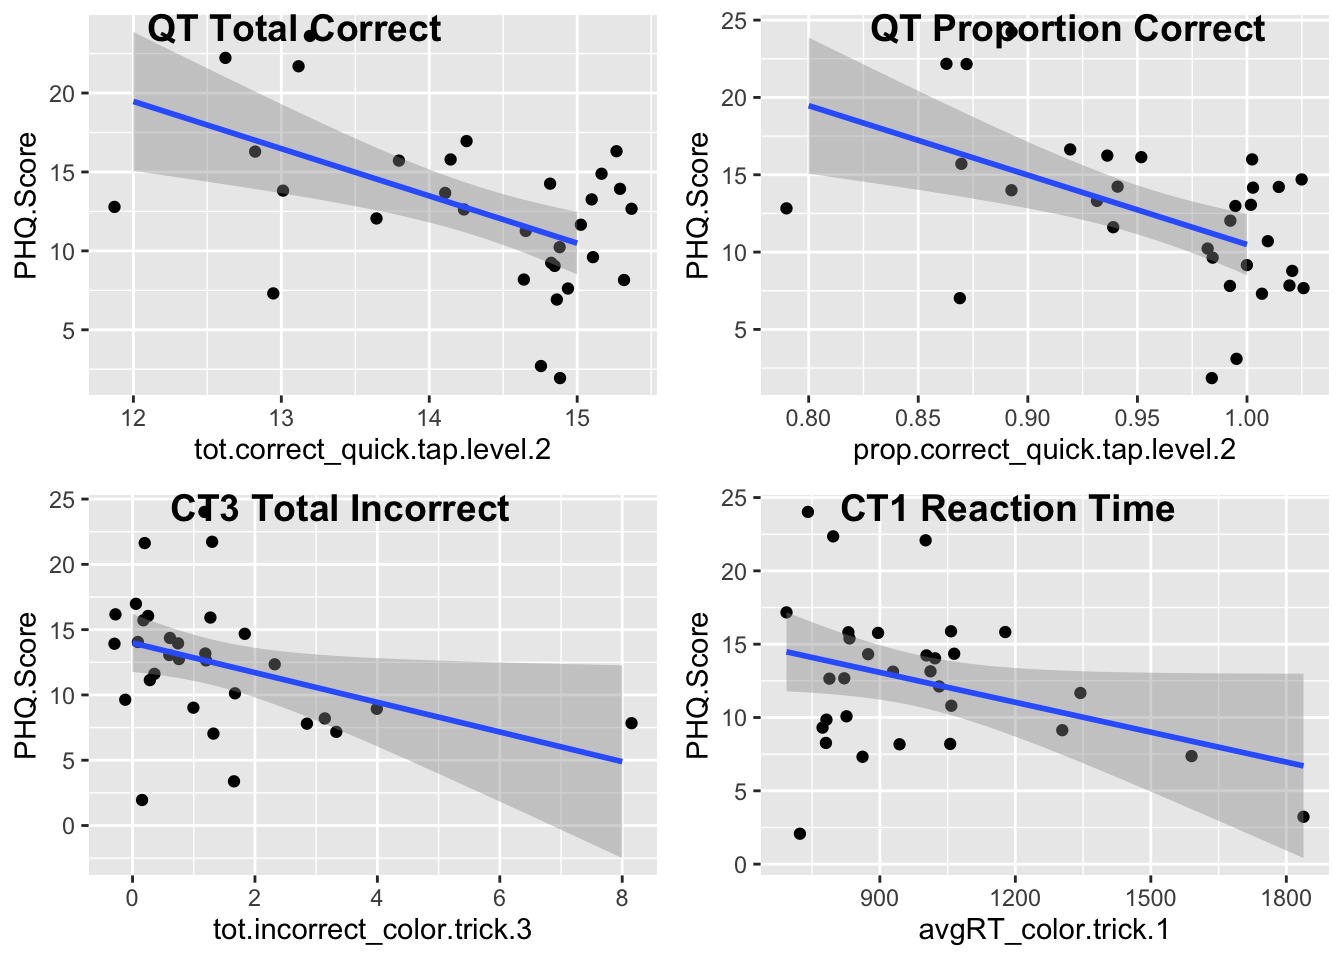 QT Total Correct
PHQ.Score
20
15
10
5
12 13 14 15
tot.correct_quick.tap.level.2
QT Proportion Correct
PHQ.Score
25
20
15
10
5
0.80 0.85 0.90 0.95 1.00
prop.correct_quick.tap.level.2
CT3 Total Incorrect
PHQ.Score
25
20
15
10
5
0
0 2 4 6 8
tot.incorrect_color.trick.3
CT1 Reaction Time
PHQ.Score
25
20
15
10
5
0
900 1200 1500 1800
avgRT_color.trick.1